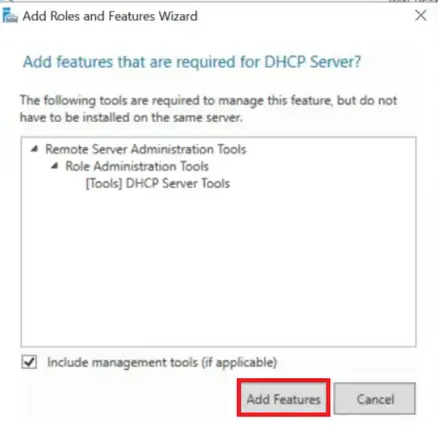 Add Roles and Features Wizard
Add features that are required for DHCP Server?
The following tools are required to manage this feature, but do not
have to be installed on the same server.
Remote Server Administration Tools
Role Administration Tools
[Tools] DHCP Server Tools
Include management tools (if applicable)
Add Features
Cancel